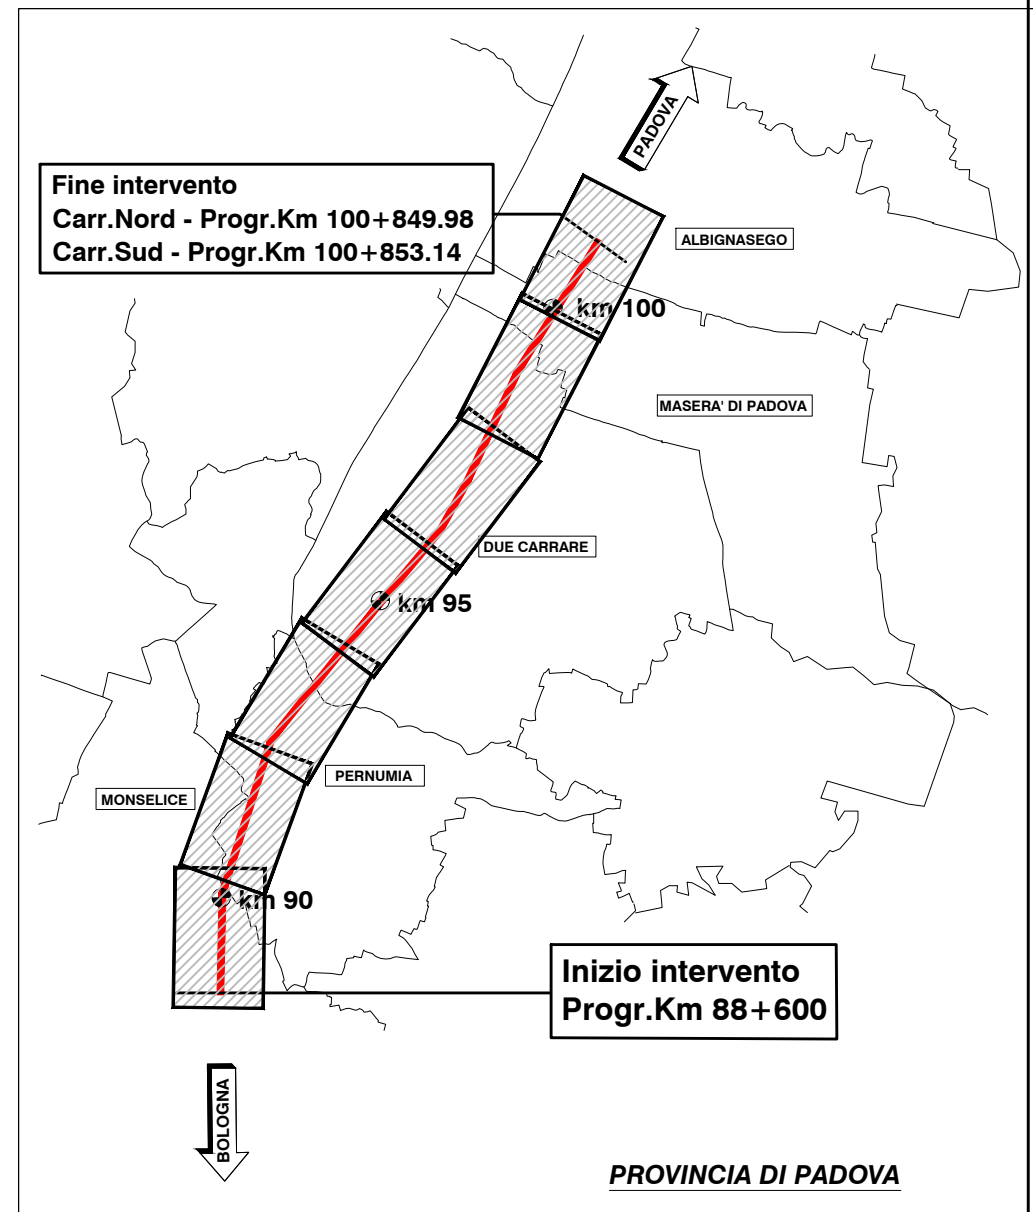 PADOVA
Fine intervento
Carr.Nord - Progr.Km 100+849.98
Carr.Sud - Progr.Km 100+853.14
ALBIGNASEGO
km 100
MASERA' DI PADOVA
DUE CARRARE
km 95
PERNUMIA
MONSELICE
km 90
Inizio intervento
Progr.Km 88+600
BOLOGNA
PROVINCIA DI PADOVA